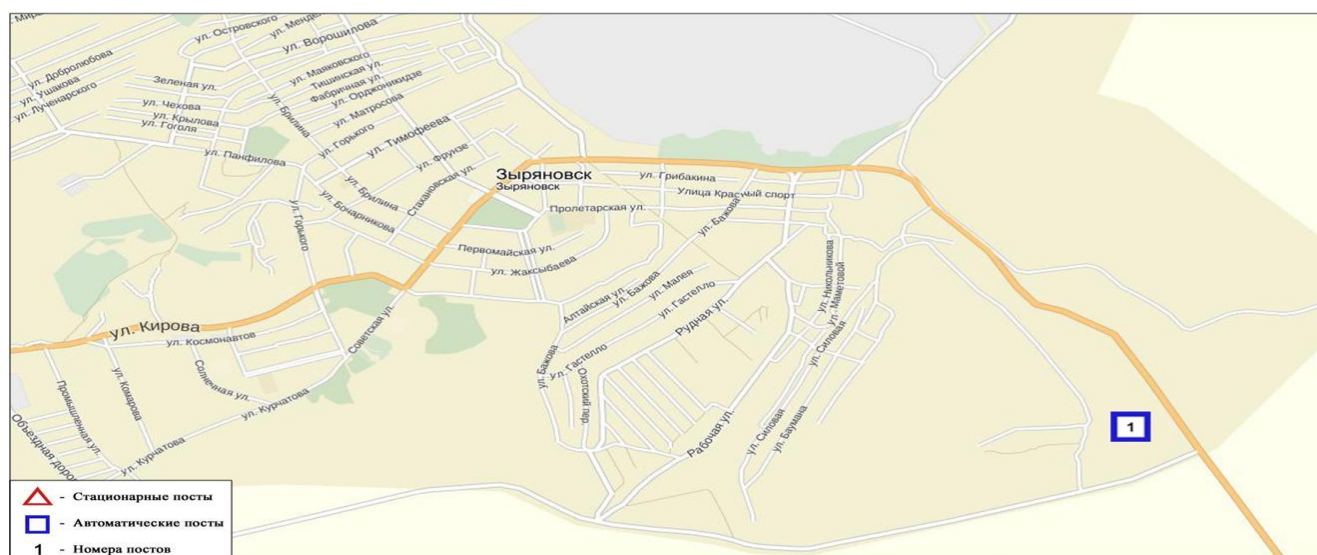 ул. Островского
ул. Менде
ул. Ворошилова
ул. Добролюбова
ул. Ушакова
ул. Лученарского
ул. Маяковского
Тишинская ул.
Фабричная ул.
ул. Орджоникидзе
Зеленая ул.
ул. Чехова
ул. Крылова
ул. Гоголя
ул. Матросова
ул. Брилина
ул. Горького
ул. Тимофеева
ул. Панфилова
ул. Фрунзе
Стахановская ул.
Зыряновск
Зыряновск
ул. Грибакина
Улица Красный спорт
Пролетарская ул.
ул. Бажова
ул. Брилина
ул. Бочарникова
ул. Горького
Первомайская ул.
ул. Жаксыбаева
ул. Никольникова
ул. Маметовой
Алтайская ул.
ул. Бажова
ул. Малея
ул. Гастелло
Рудная ул.
ул. Кирова
ул. Космонавтов
Советская ул.
ул. Силовая
ул. Бажова
ул. Гастелло
Охотский пер.
Солнечная ул.
ул. Комарова
Промышленная ул.
ул. Курчатова
ул. Курчатова
Объездная доро
Рабочая ул.
ул. Силовая
ул. Баумана
1
- Стационарные посты
- Автоматические посты
1 - Номера постов